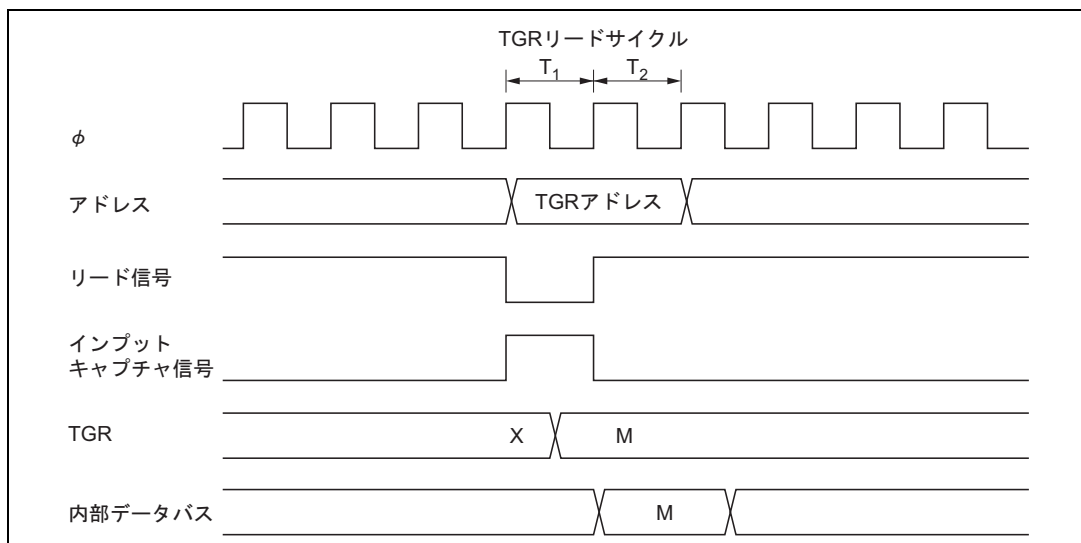 TGRリードサイクル
T1 T2
φ
アドレス
TGRアドレス
リード信号
インプット
キャプチャ信号
TGR
X
M
内部データバス
M